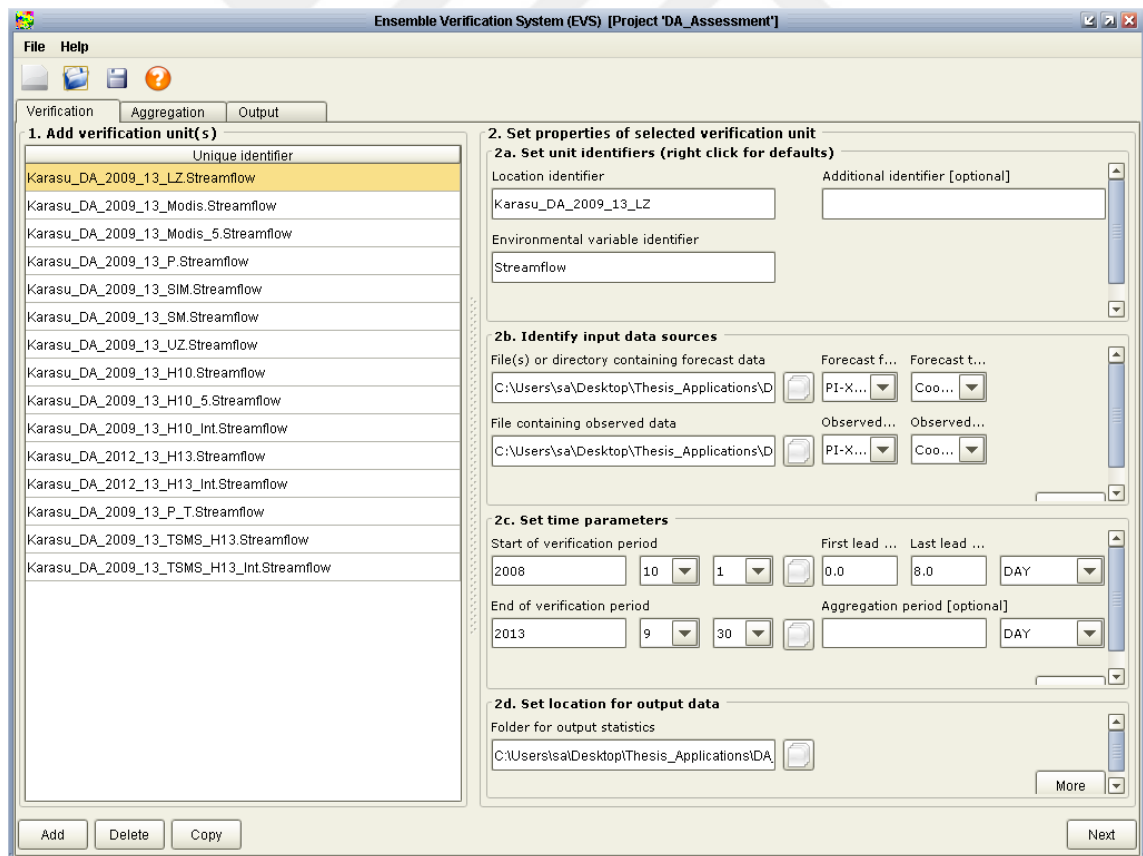 Ensemble Verification System (EVS) [Project 'DA_Assessment']
File Help
Verification Aggregation Output
1. Add verification unit(s)
Unique identifier
Karasu_DA_2009_13_LZ.Streamflow
Karasu_DA_2009_13_Modis.Streamflow
Karasu_DA_2009_13_Modis_5.Streamflow
Karasu_DA_2009_13_P.Streamflow
Karasu_DA_2009_13_SIM.Streamflow
Karasu_DA_2009_13_SM.Streamflow
Karasu_DA_2009_13_UZ.Streamflow
Karasu_DA_2009_13_H10.Streamflow
Karasu_DA_2009_13_H10_5.Streamflow
Karasu_DA_2009_13_H10_Int.Streamflow
Karasu_DA_2012_13_H13.Streamflow
Karasu_DA_2012_13_H13_Int.Streamflow
Karasu_DA_2009_13_P_T.Streamflow
Karasu_DA_2009_13_TSMS_H13.Streamflow
Karasu_DA_2009_13_TSMS_H13_Int.Streamflow
Add Delete Copy
2. Set properties of selected verification unit
2a. Set unit identifiers (right click for defaults)
Location identifier Additional identifier [optional]
Karasu_DA_2009_13_LZ
Environmental variable identifier
Streamflow
2b. Identify input data sources
File(s) or directory containing forecast data Forecast f... Forecast t...
C:\Users\sa\Desktop\Thesis_Applications\D PI-X... Coo...
File containing observed data Observed... Observed...
C:\Users\sa\Desktop\Thesis_Applications\D PI-X... Coo...
2c. Set time parameters
Start of verification period First lead ... Last lead ...
2008 10 1 0.0 8.0 DAY
End of verification period Aggregation period [optional]
2013 9 30 DAY
2d. Set location for output data
Folder for output statistics
C:\Users\sa\Desktop\Thesis_Applications\DA_
More
Next